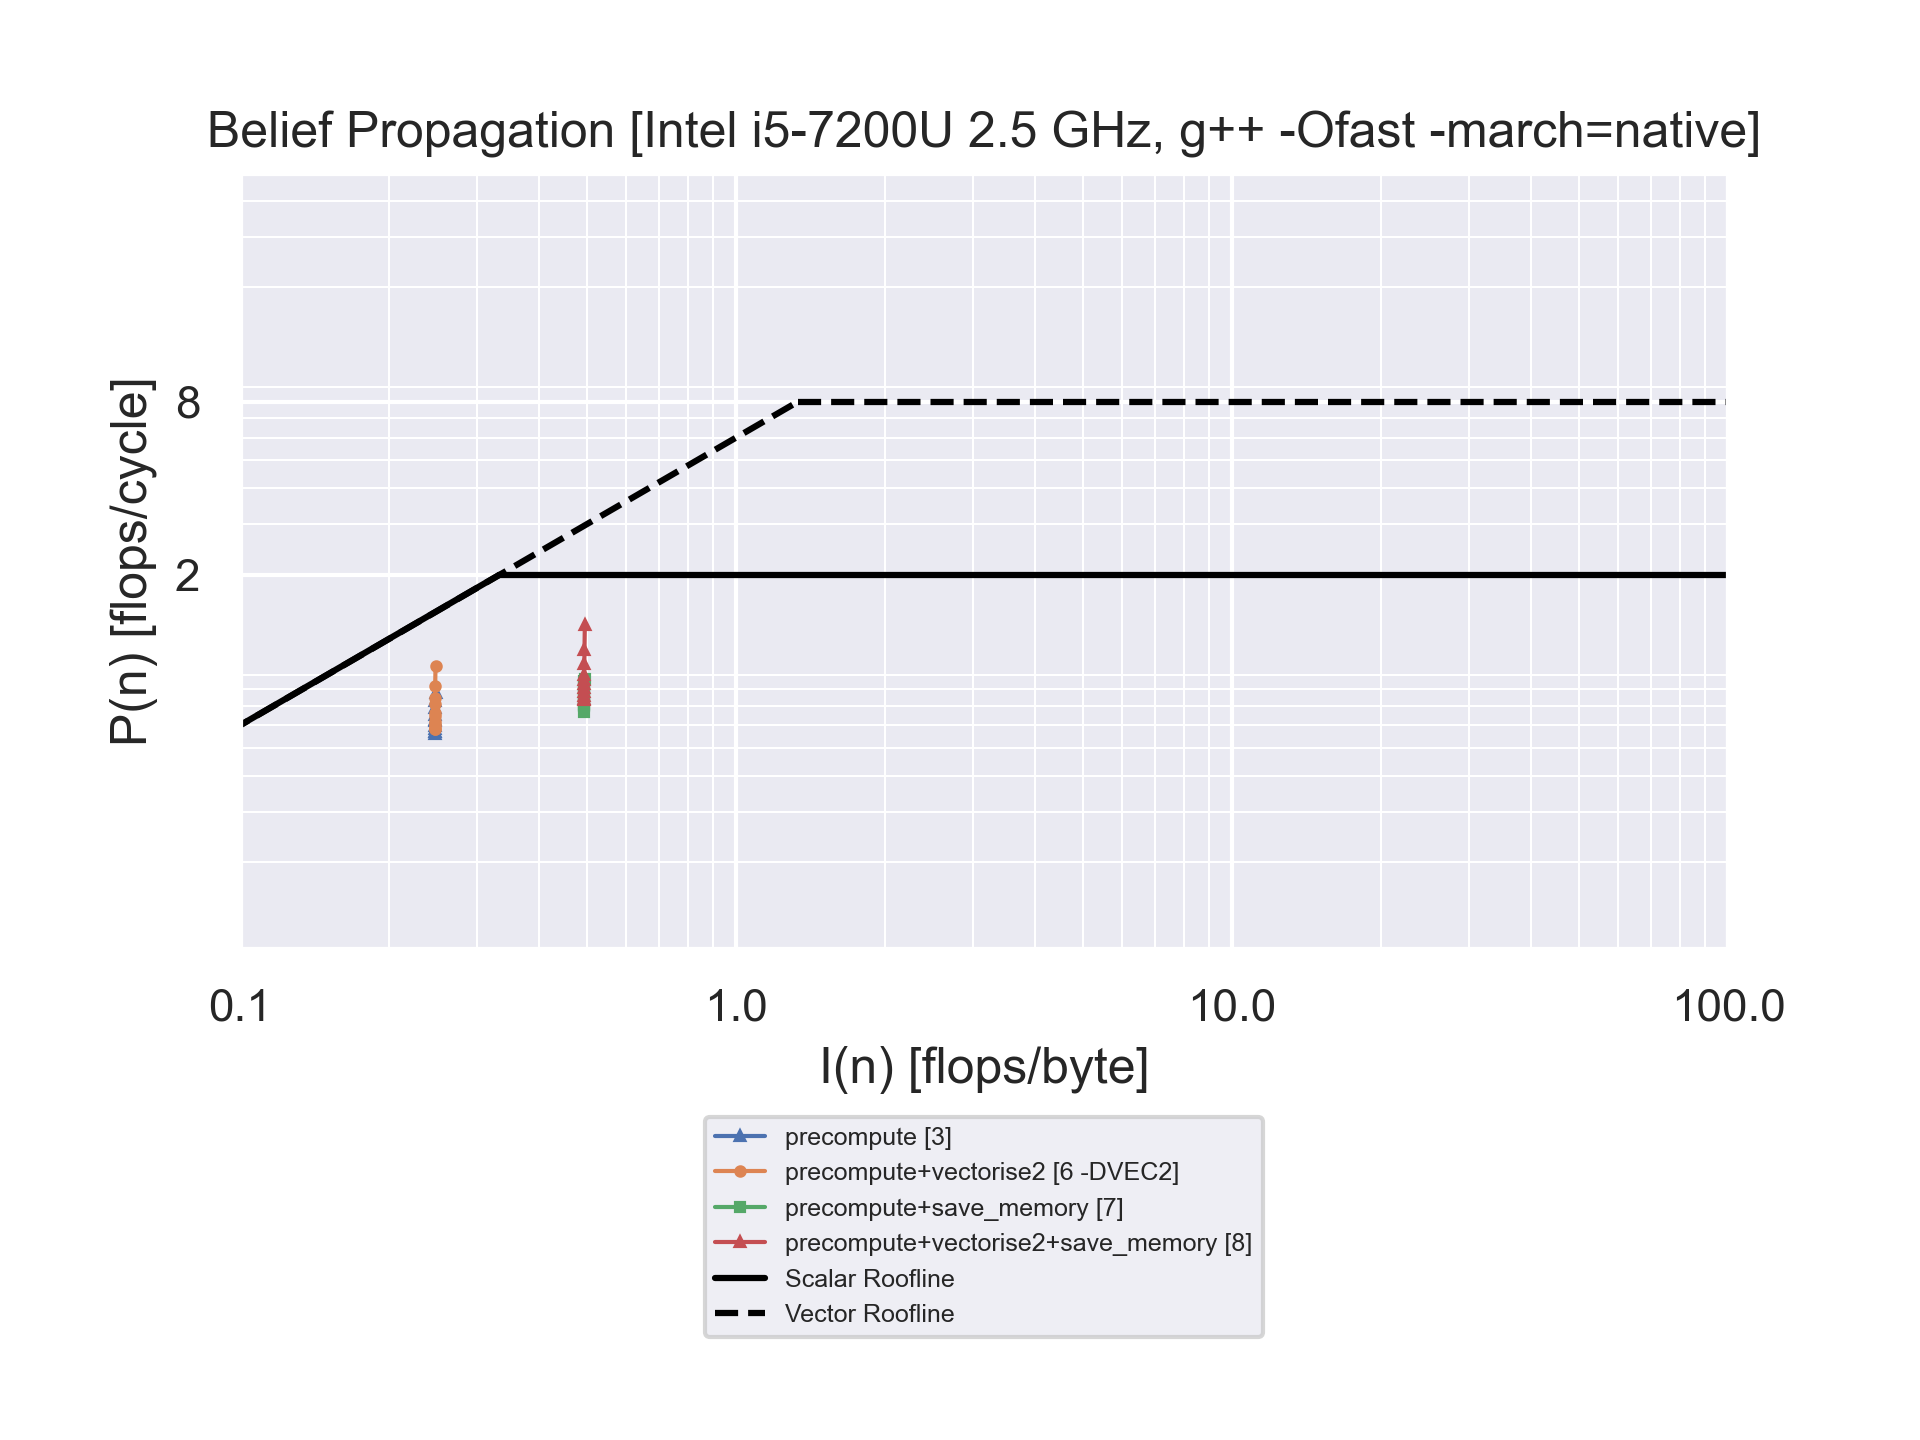 Belief Propagation [Intel i5-7200U 2.5 GHz, g++ -Ofast -march=native]
P(n) [flops/cycle]
8
2
0.1 1.0 10.0 100.0
I(n) [flops/byte]
precompute [3]
precompute+vectorise2 [6 -DVEC2]
precompute+save_memory [7]
precompute+vectorise2+save_memory [8]
Scalar Roofline
Vector Roofline